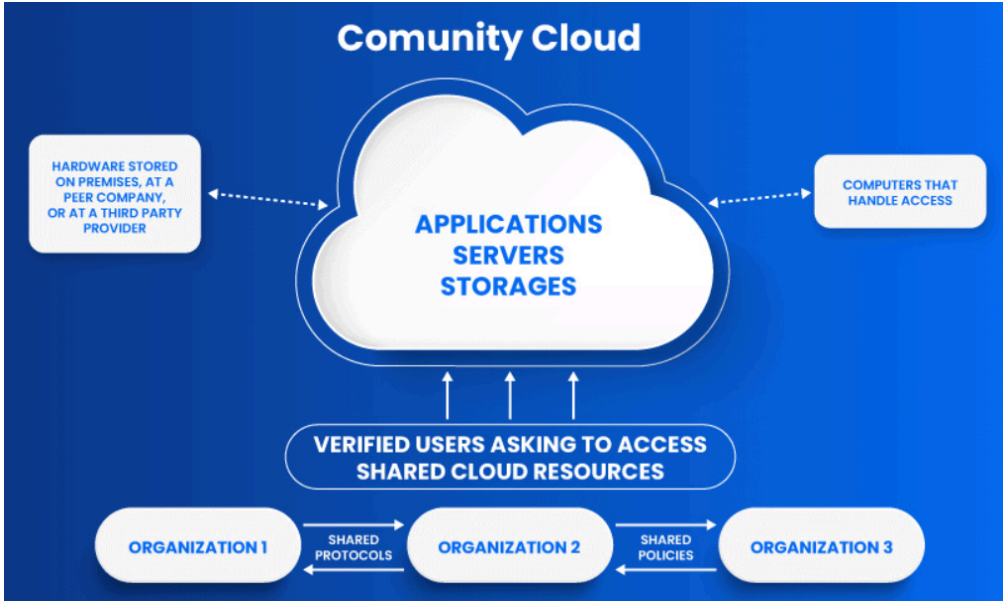 Comunity Cloud
HARDWARE STORED
ON PREMISES, AT A
PEER COMPANY,
OR AT A THIRD PARTY
PROVIDER
COMPUTERS THAT
HANDLE ACCESS
APPLICATIONS
SERVERS
STORAGES
VERIFIED USERS ASKING TO ACCESS
SHARED CLOUD RESOURCES
ORGANIZATION 1
SHARED
PROTOCOLS
ORGANIZATION 2
SHARED
POLICIES
ORGANIZATION 3